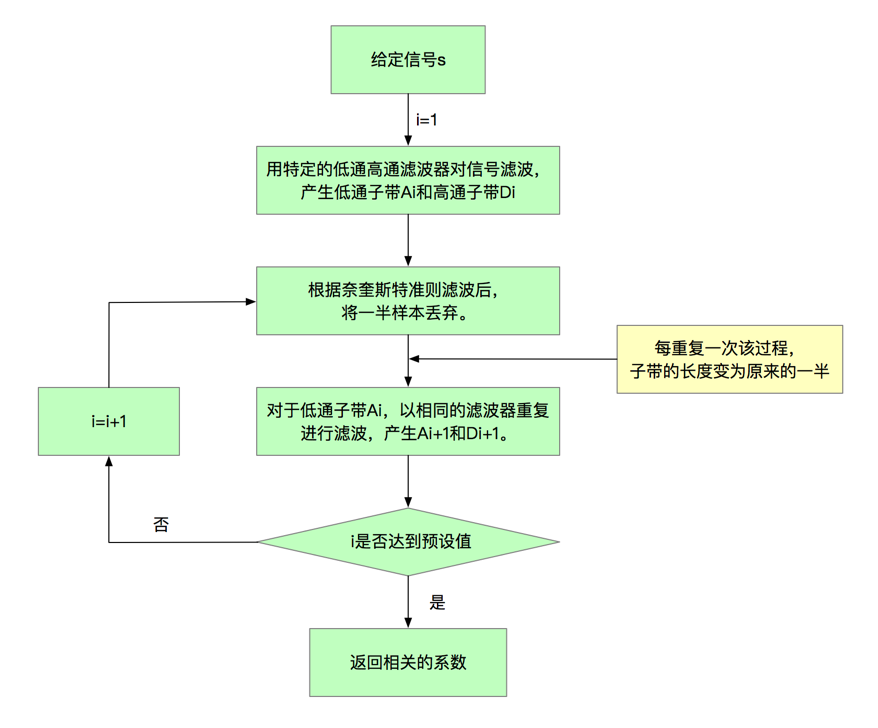 给定信号s
i=1
用特定的低通高通滤波器对信号滤波，
产生低通子带Ai和高通子带Di
根据奈奎斯特准则滤波后，
将一半样本丢弃。
每重复一次该过程，
子带的长度变为原来的一半
对于低通子带Ai，以相同的滤波器重复
进行滤波，产生Ai+1和Di+1。
i=i+1
否
i是否达到预设值
是
返回相关的系数